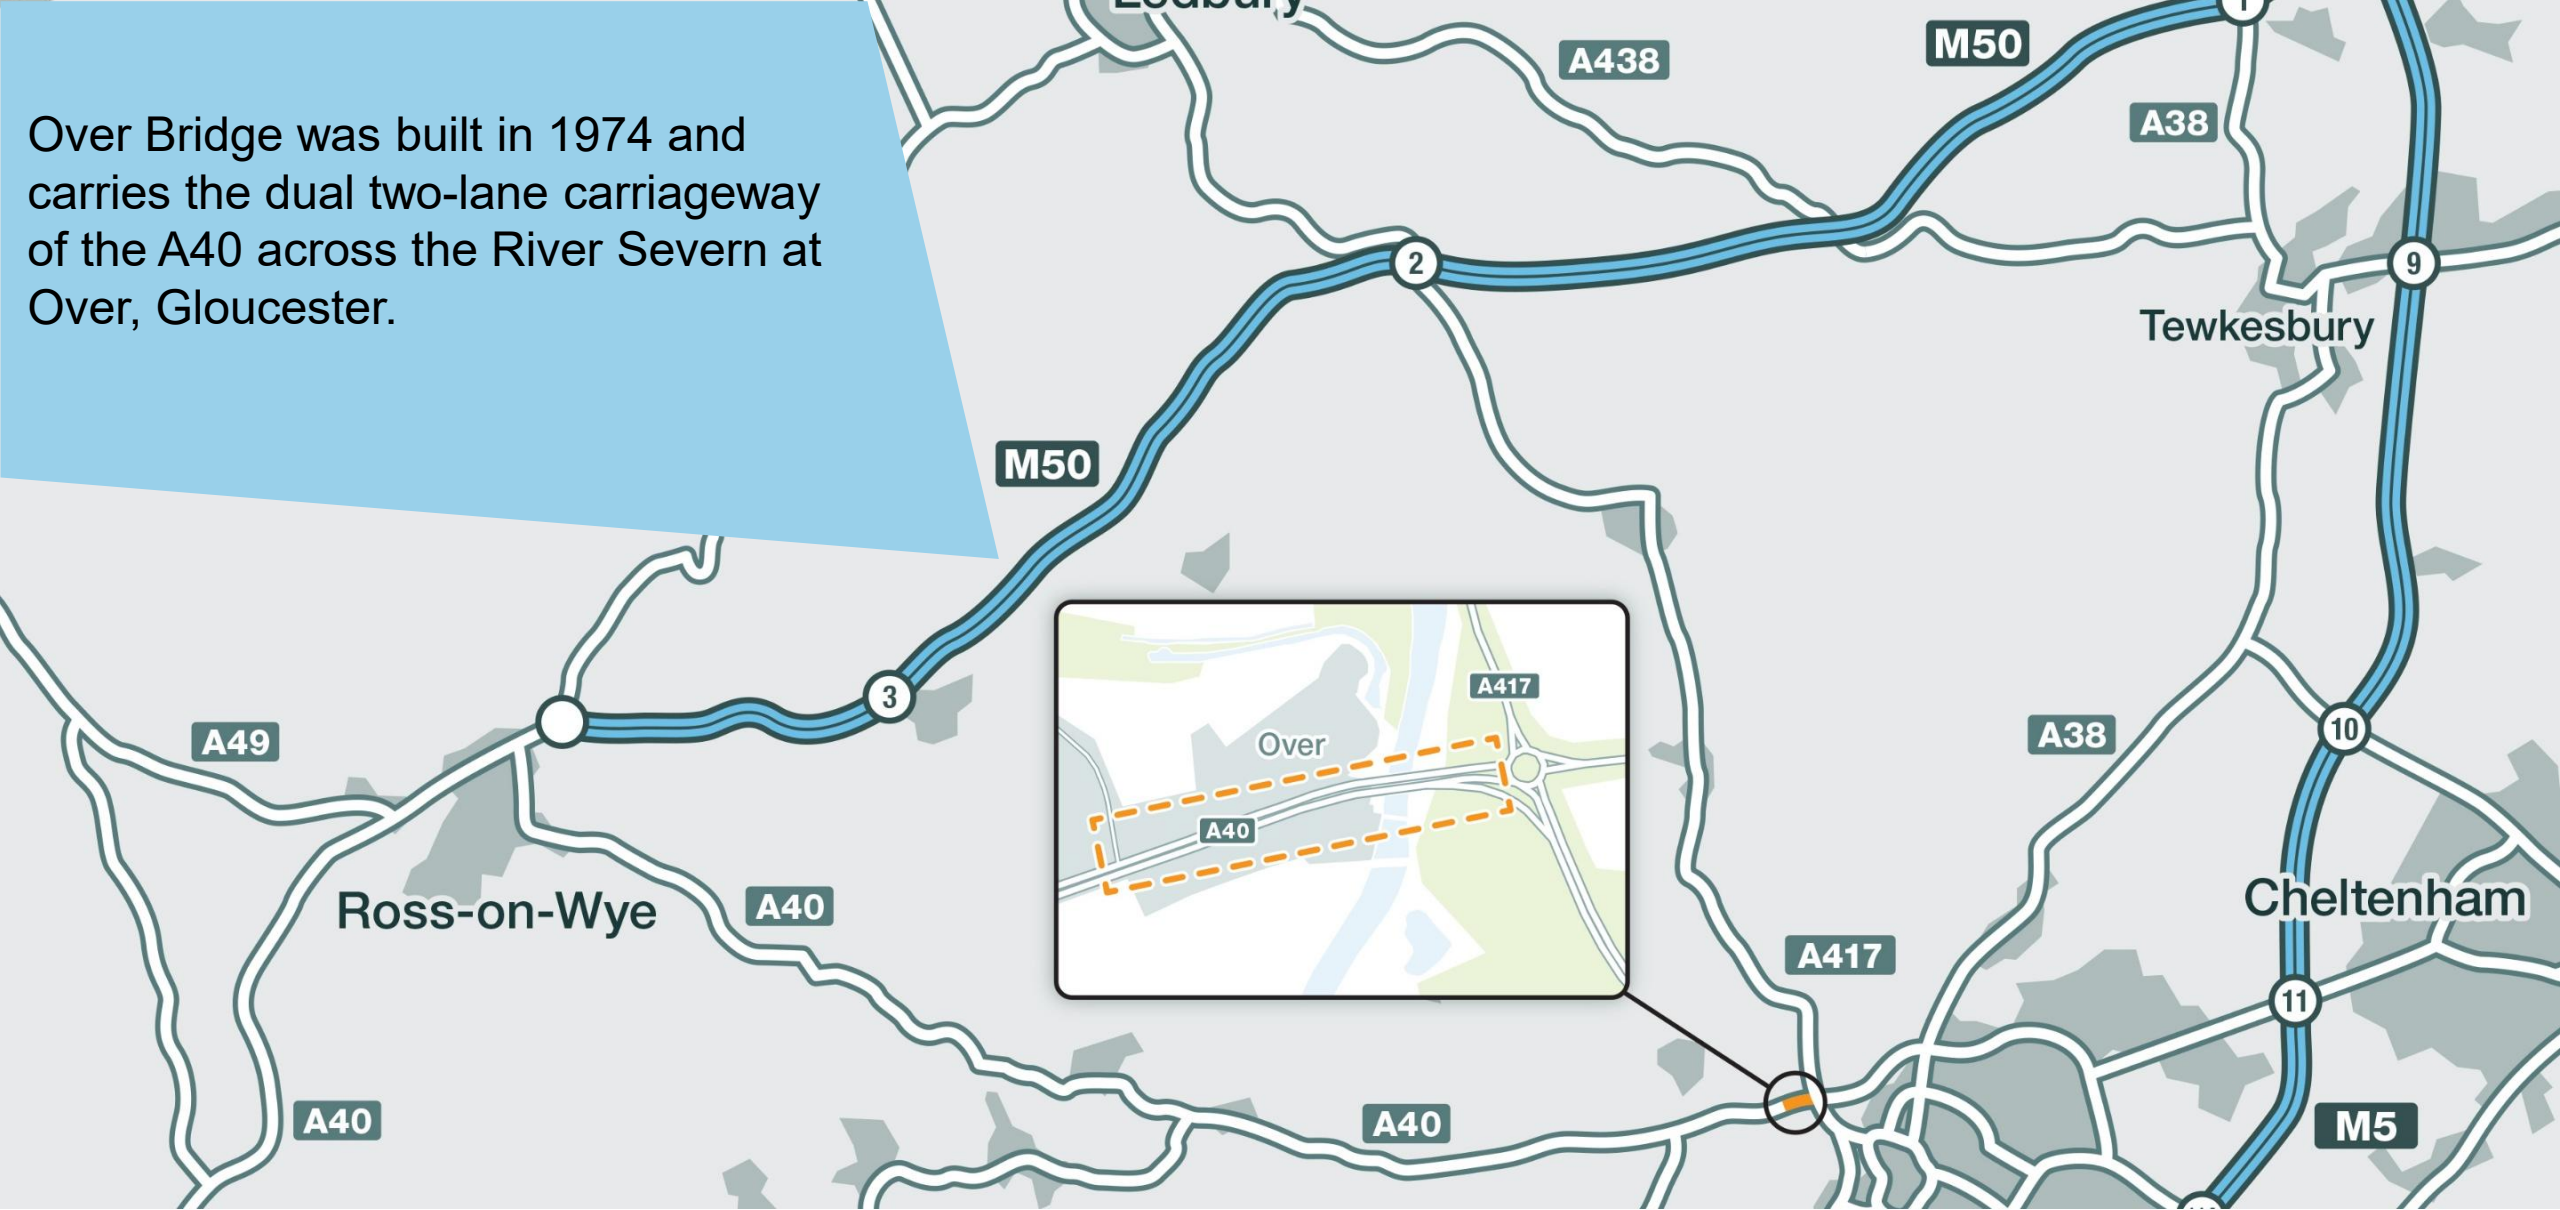 Over Bridge was built in 1974 and
carries the dual two-lane carriageway
of the A40 across the River Severn at
Over, Gloucester.
Ledbury
1
M50
A438
A38
2
9
Tewkesbury
M50
A417
3
Over
A49
A38
10
A40
Ross-on-Wye
A40
Cheltenham
A417
11
A40
A40
M5